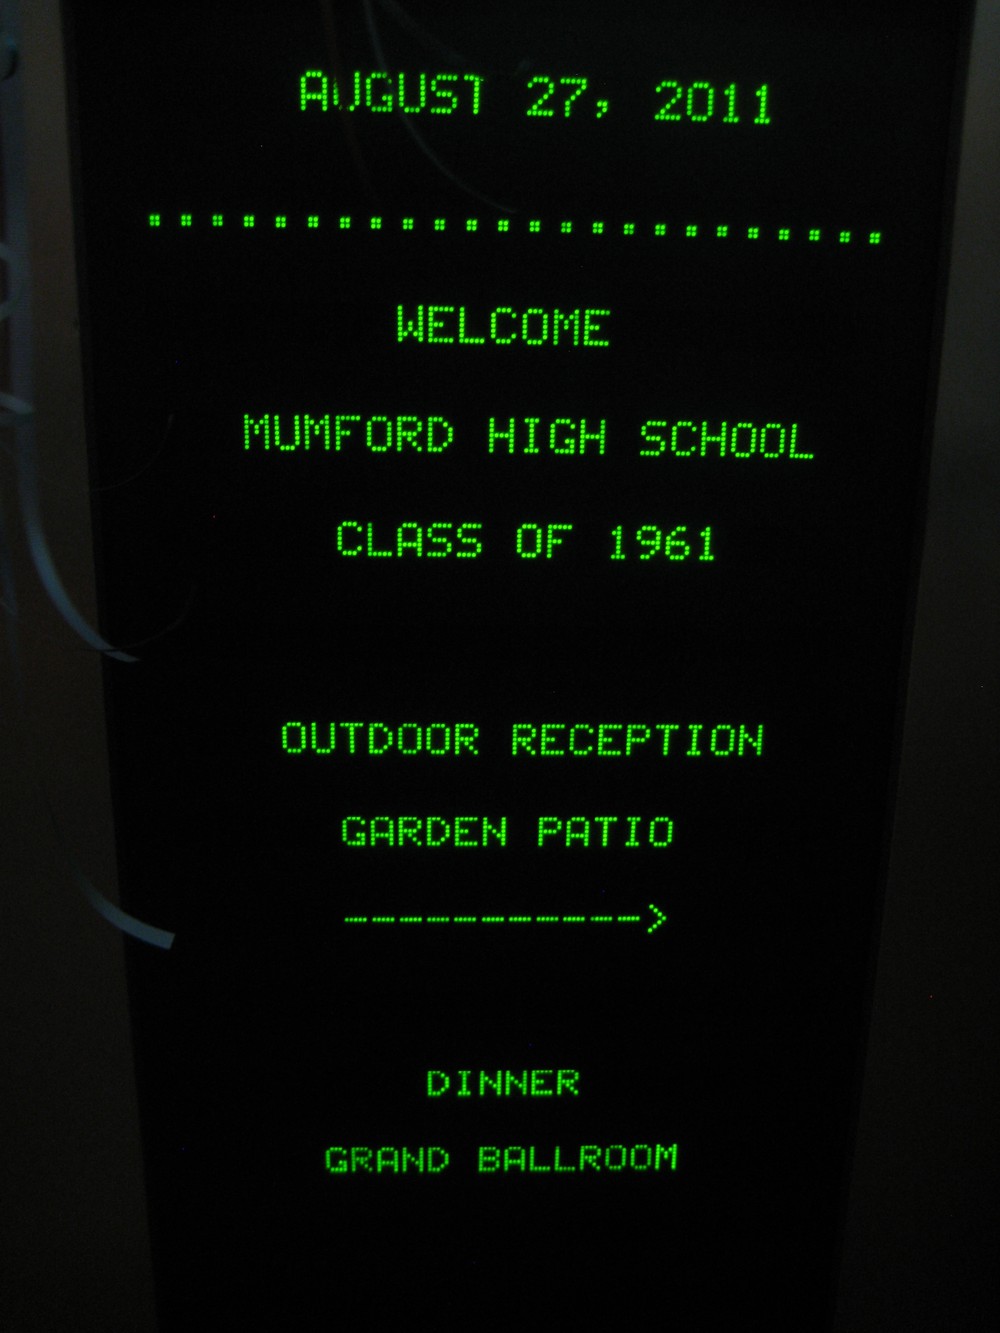 AUGUST 27, 2011
WELCOME
MUMFORD HIGH SCHOOL
CLASS OF 1961
OUTDOOR RECEPTION
GARDEN PATIO
----------->
DINNER
GRAND BALLROOM